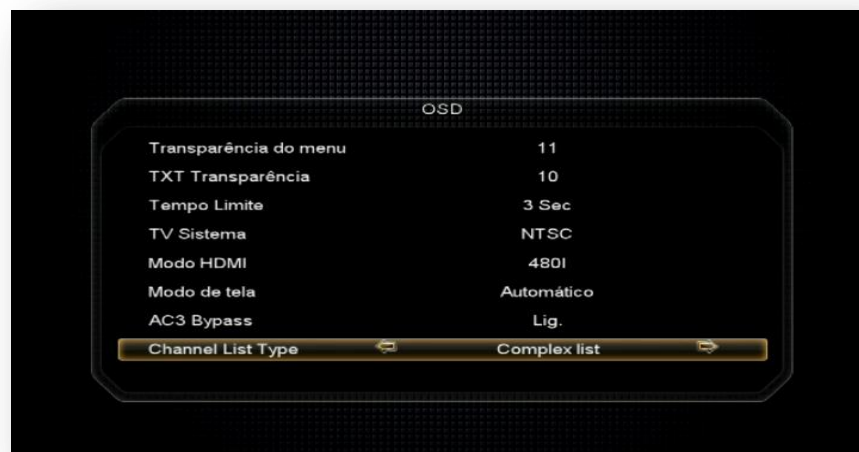 OSD
Transparência do menu 11
TXT Transparência 10
Tempo Limite 3 Sec
TV Sistema NTSC
Modo HDMI 480I
Modo de tela Automático
AC3 Bypass Lig.
Channel List Type Complex list